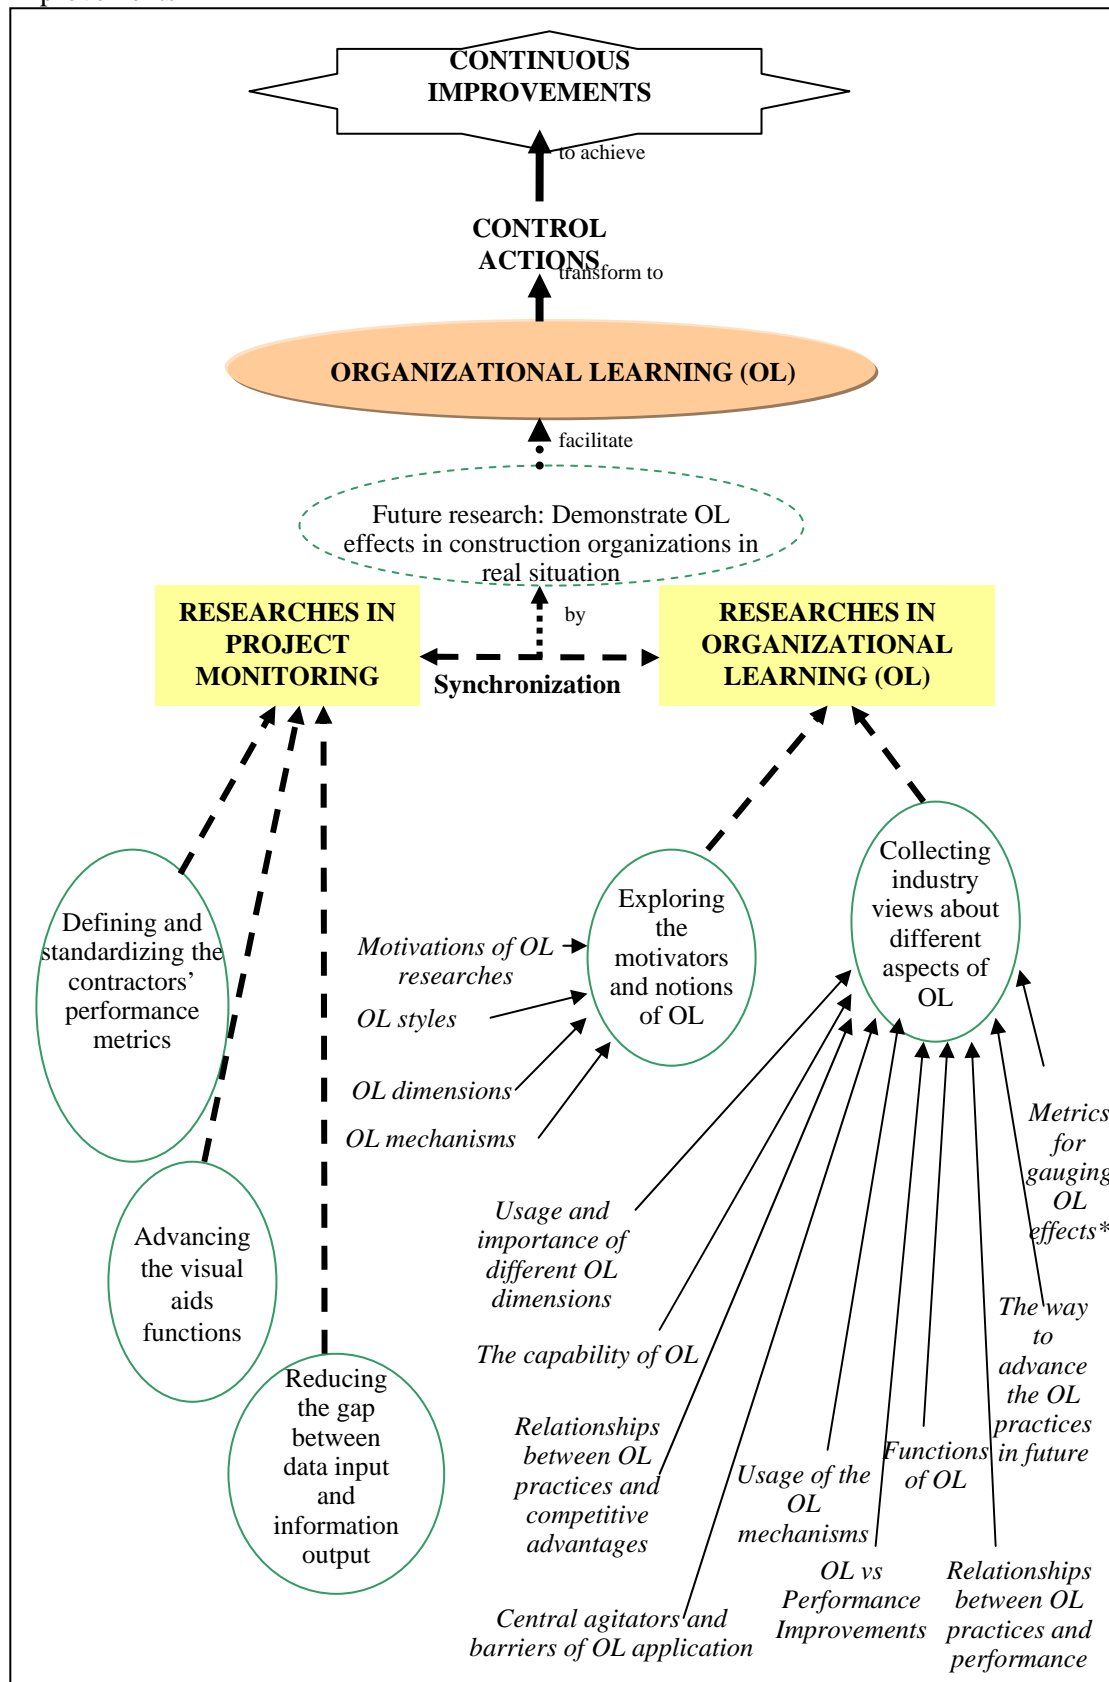 CONTINUOUS
IMPROVEMENTS
to achieve
CONTROL
ACTIONS
transform to
ORGANIZATIONAL LEARNING (OL)
facilitate
Future research: Demonstrate OL
effects in construction organizations in
real situation
by
RESEARCHES IN
PROJECT
MONITORING
Synchronization
RESEARCHES IN
ORGANIZATIONAL
LEARNING (OL)
Defining and
standardizing the
contractors’
performance
metrics
Advancing
the visual
aids
functions
Reducing
the gap
between
data input
and
information
output
Exploring
the
motivators
and notions
of OL
Collecting
industry
views about
different
aspects of
OL
Motivations of OL
researches
OL styles
OL dimensions
OL mechanisms
Usage and
importance of
different OL
dimensions
The capability of OL
Relationships
between OL
practices and
competitive
advantages
Central agitators and
barriers of OL application
Usage of the
OL
mechanisms
OL vs
Performance
Improvements
Functions
of OL
Relationships
between OL
practices and
performance
The way
to
advance
the OL
practices
in future
Metrics
for
gauging
OL
effects*